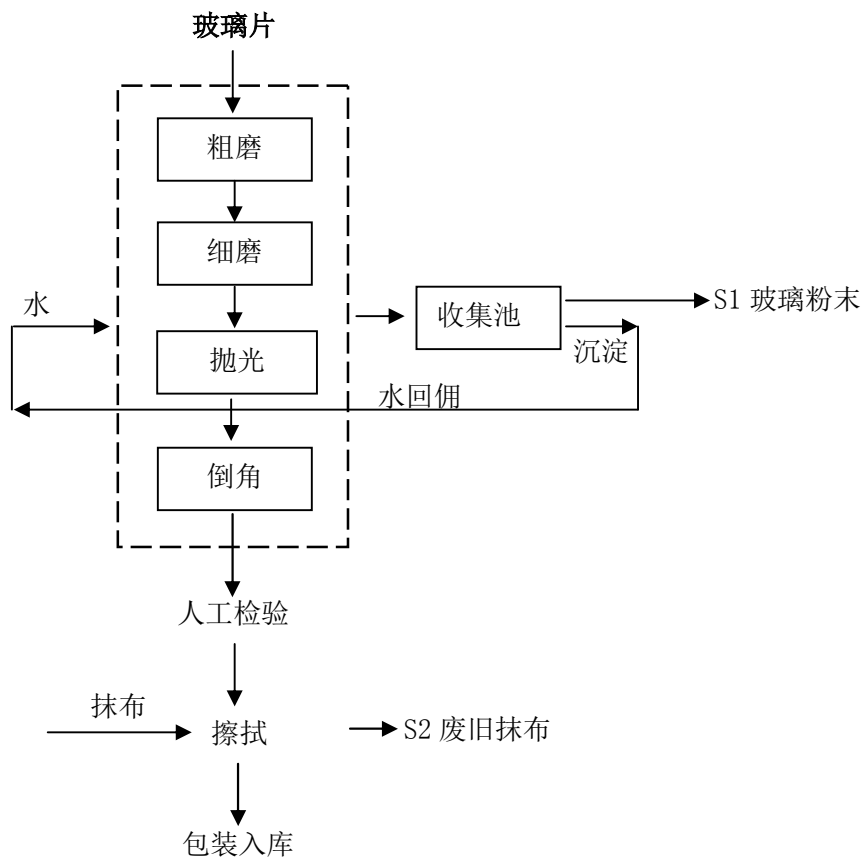 玻璃片
粗磨
细磨
水
收集池
S1 玻璃粉末
沉淀
抛光
水回佣
倒角
人工检验
抹布
擦拭
S2 废旧抹布
包装入库